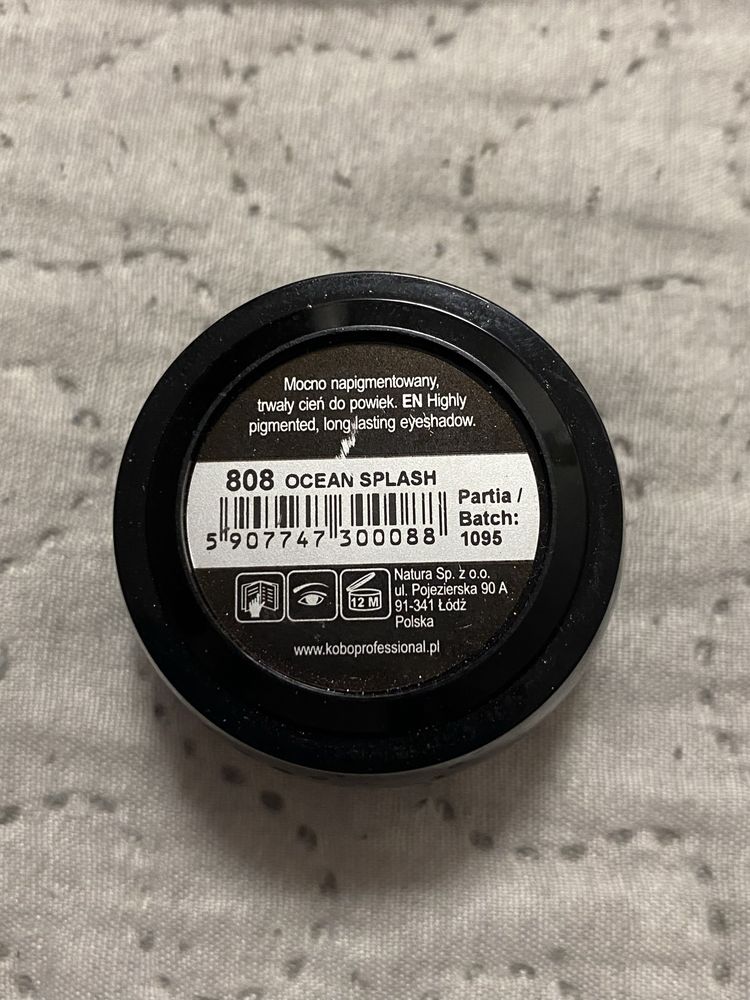 Mocno napigmentowany,
trwały cień do powiek. EN Highly
pigmented, long lasting eyeshadow.
808 OCEAN SPLASH
Partia /
Batch:
1095
5 907747 300088
12 M
Natura Sp. z o.o.
ul. Pojezierska 90 A
91-341 Łódź
Polska
www.koboprofessional.pl